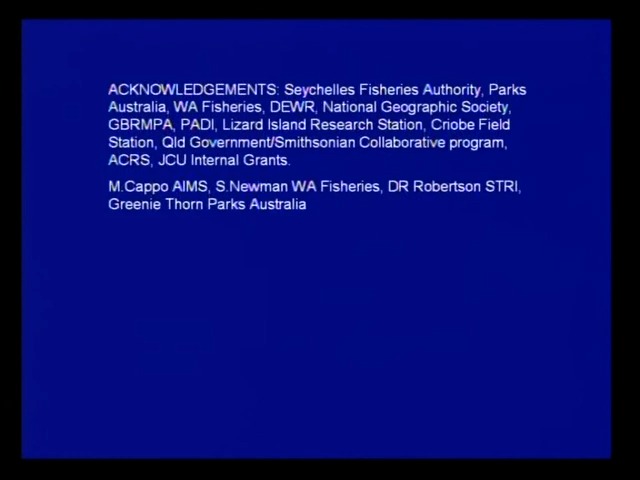 ACKNOWLEDGEMENTS: Seychelles Fisheries Authority, Parks
Australia, WA Fisheries, DEWR, National Geographic Society,
GBRMPA, PADI, Lizard Island Research Station, Criobe Field
Station, Qld Government/Smithsonian Collaborative program,
ACRS, JCU Internal Grants.
M.Cappo AIMS, S.Newman WA Fisheries, DR Robertson STRI,
Greenie Thorn Parks Australia